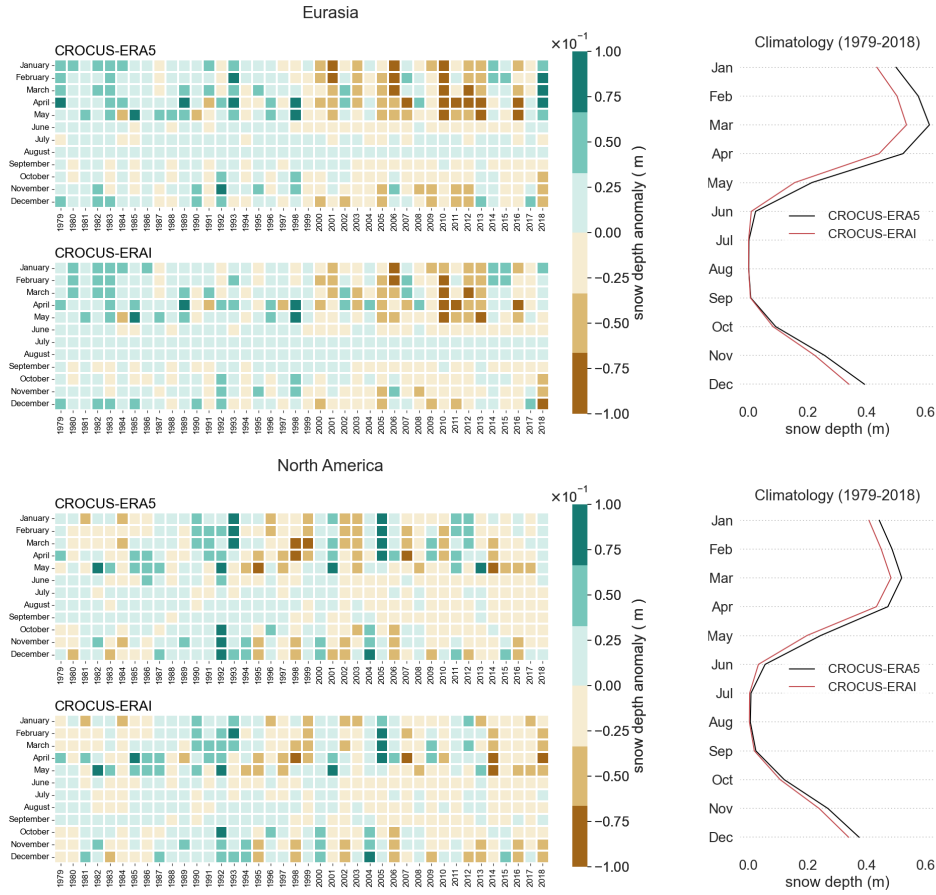 Eurasia
CROCUS-ERA5
January
February
March
April
May
June
July
August
September
October
November
December
1979 1980 1981 1982 1983 1984 1985 1986 1987 1988 1989 1990 1991 1992 1993 1994 1995 1996 1997 1998 1999 2000 2001 2002 2003 2004 2005 2006 2007 2008 2009 2010 2011 2012 2013 2014 2015 2016 2017 2018
CROCUS-ERAI
January
February
March
April
May
June
July
August
September
October
November
December
1979 1980 1981 1982 1983 1984 1985 1986 1987 1988 1989 1990 1991 1992 1993 1994 1995 1996 1997 1998 1999 2000 2001 2002 2003 2004 2005 2006 2007 2008 2009 2010 2011 2012 2013 2014 2015 2016 2017 2018
×10⁻¹
1.00
0.75
0.50
0.25
0.00
−0.25
−0.50
−0.75
−1.00
snow depth anomaly ( m )
Climatology (1979-2018)
Jan
Feb
Mar
Apr
May
Jun
Jul
Aug
Sep
Oct
Nov
Dec
CROCUS-ERA5
CROCUS-ERAI
0.0 0.2 0.4 0.6
snow depth (m)
North America
CROCUS-ERA5
January
February
March
April
May
June
July
August
September
October
November
December
1979 1980 1981 1982 1983 1984 1985 1986 1987 1988 1989 1990 1991 1992 1993 1994 1995 1996 1997 1998 1999 2000 2001 2002 2003 2004 2005 2006 2007 2008 2009 2010 2011 2012 2013 2014 2015 2016 2017 2018
CROCUS-ERAI
January
February
March
April
May
June
July
August
September
October
November
December
1979 1980 1981 1982 1983 1984 1985 1986 1987 1988 1989 1990 1991 1992 1993 1994 1995 1996 1997 1998 1999 2000 2001 2002 2003 2004 2005 2006 2007 2008 2009 2010 2011 2012 2013 2014 2015 2016 2017 2018
×10⁻¹
1.00
0.75
0.50
0.25
0.00
−0.25
−0.50
−0.75
−1.00
snow depth anomaly ( m )
Climatology (1979-2018)
Jan
Feb
Mar
Apr
May
Jun
Jul
Aug
Sep
Oct
Nov
Dec
CROCUS-ERA5
CROCUS-ERAI
0.0 0.2 0.4 0.6
snow depth (m)